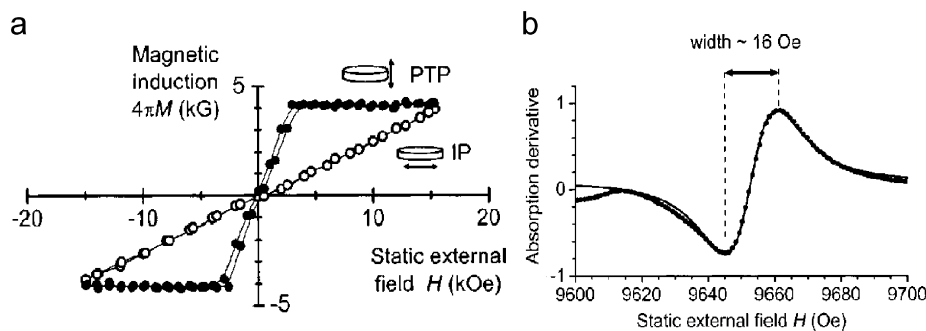 a
Magnetic
induction
4πM (kG)
5
PTP
IP
-20
-10
0
10
20
Static external
field H (kOe)
-5
b
width ~ 16 Oe
Absorption derivative
1
0
-1
9600
9620
9640
9660
9680
9700
Static external field H (Oe)